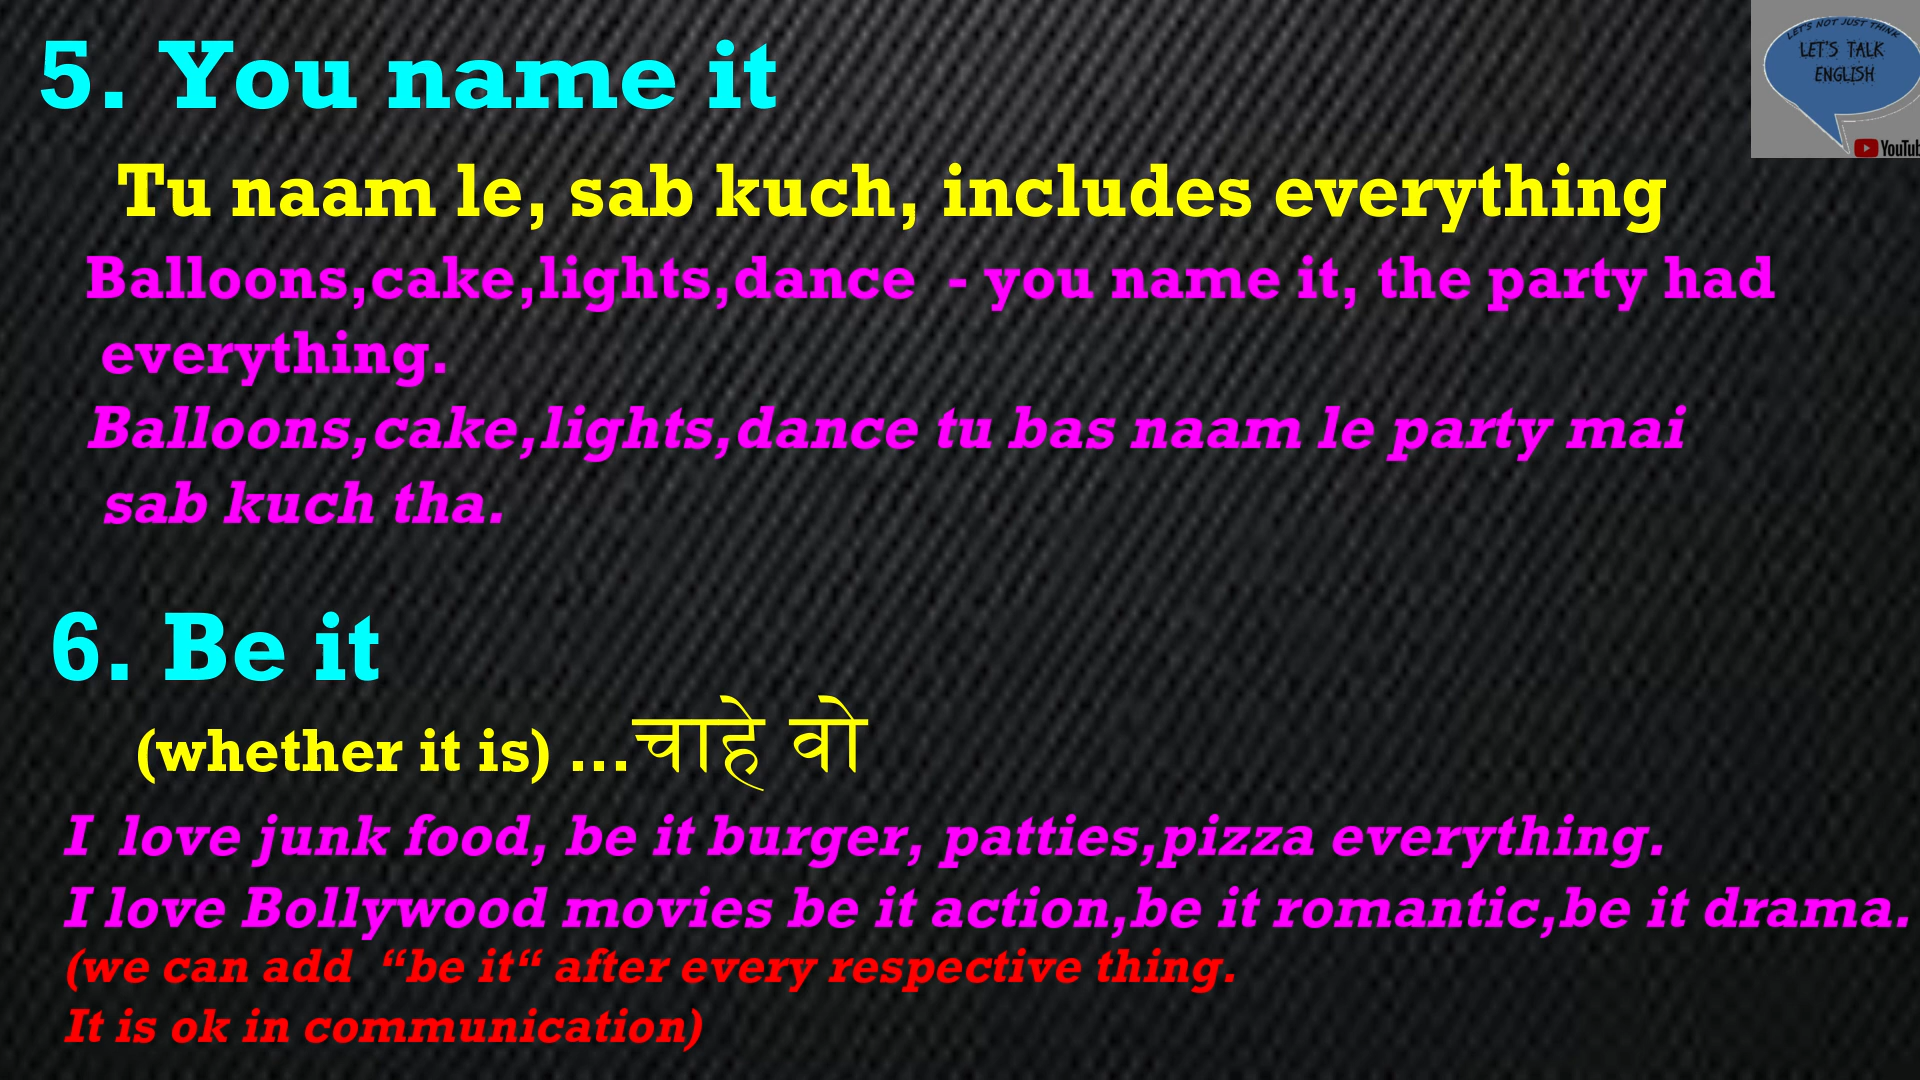 5. You name it
LET'S NOT JUST THINK
LET'S TALK
ENGLISH
YouTub
Tu naam le, sab kuch, includes everything
Balloons,cake,lights,dance - you name it, the party had
everything.
Balloons,cake,lights,dance tu bas naam le party mai
sab kuch tha.
6. Be it
(whether it is) ...चाहे वो
I love junk food, be it burger, patties,pizza everything.
I love Bollywood movies be it action,be it romantic,be it drama.
(we can add “be it“ after every respective thing.
It is ok in communication)